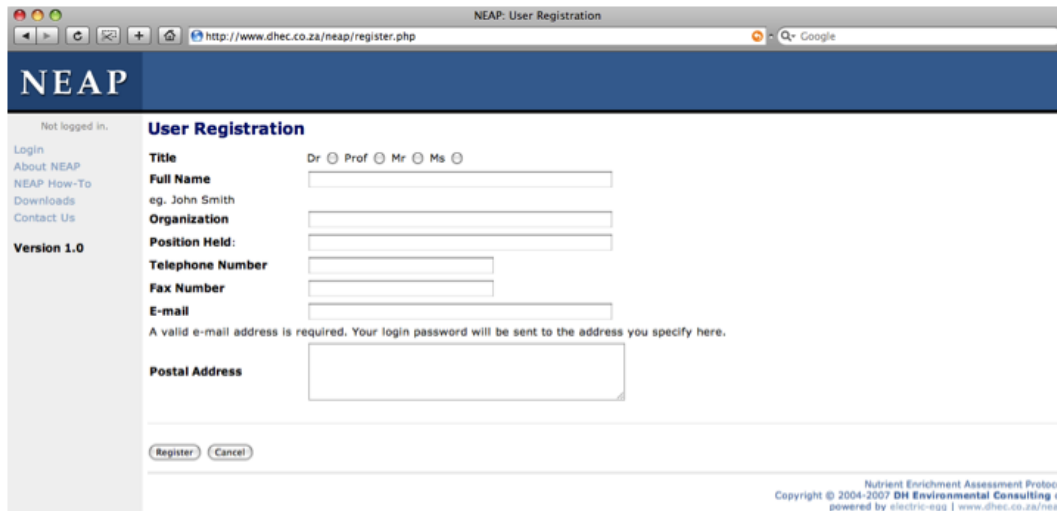 NEAP: User Registration
http://www.dhec.co.za/neap/register.php
Google
NEAP
Not logged in.
Login
About NEAP
NEAP How-To
Downloads
Contact Us
Version 1.0
User Registration
Title Dr Prof Mr Ms
Full Name
eg. John Smith
Organization
Position Held:
Telephone Number
Fax Number
E-mail
A valid e-mail address is required. Your login password will be sent to the address you specify here.
Postal Address
Register Cancel
Nutrient Enrichment Assessment Protoc
Copyright © 2004-2007 DH Environmental Consulting
powered by electric-egg | www.dhec.co.za/nea